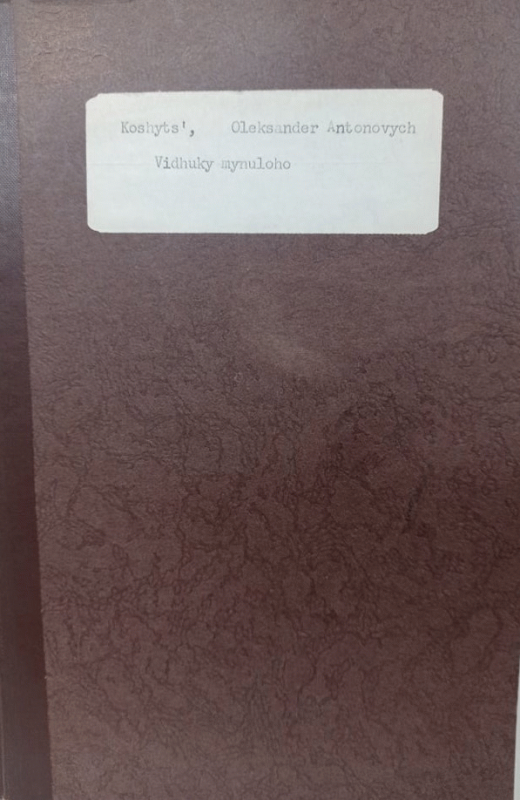 Koshyts', Oleksander Antonovych
Vidhuky mynuloho